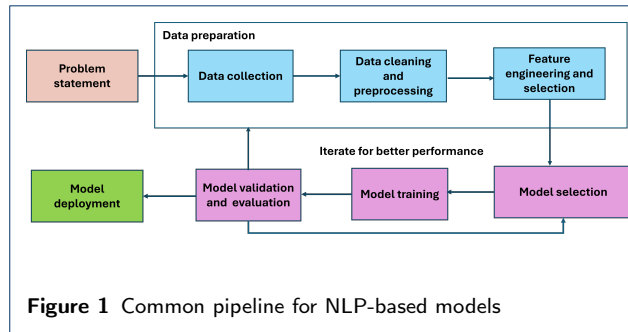 Data preparation
Problem
statement
Data collection
Data cleaning
and
preprocessing
Feature
engineering and
selection
Iterate for better performance
Model
deployment
Model validation
and evaluation
Model training
Model selection
Figure 1 Common pipeline for NLP-based models